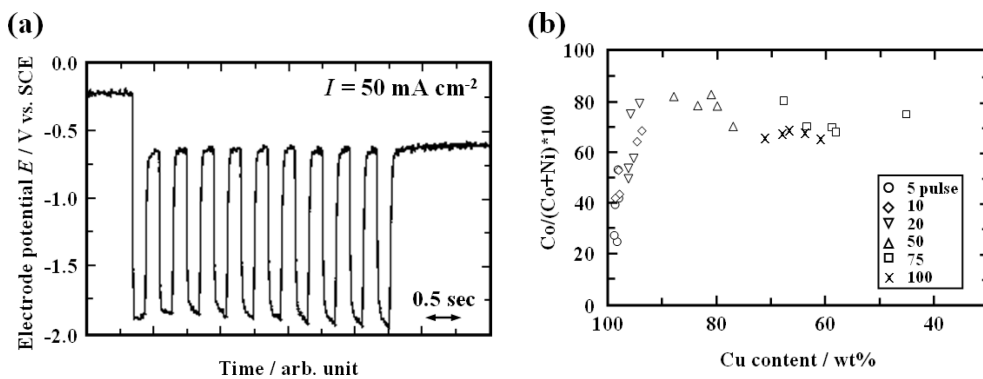 (a)
Electrode potential E / V vs. SCE
0.0
-0.5
-1.0
-1.5
-2.0
I = 50 mA cm-2
0.5 sec
Time / arb. unit
(b)
Co/(Co+Ni)*100
100
80
60
40
20
0
5 pulse
10
20
50
75
100
100
80
60
40
Cu content / wt%